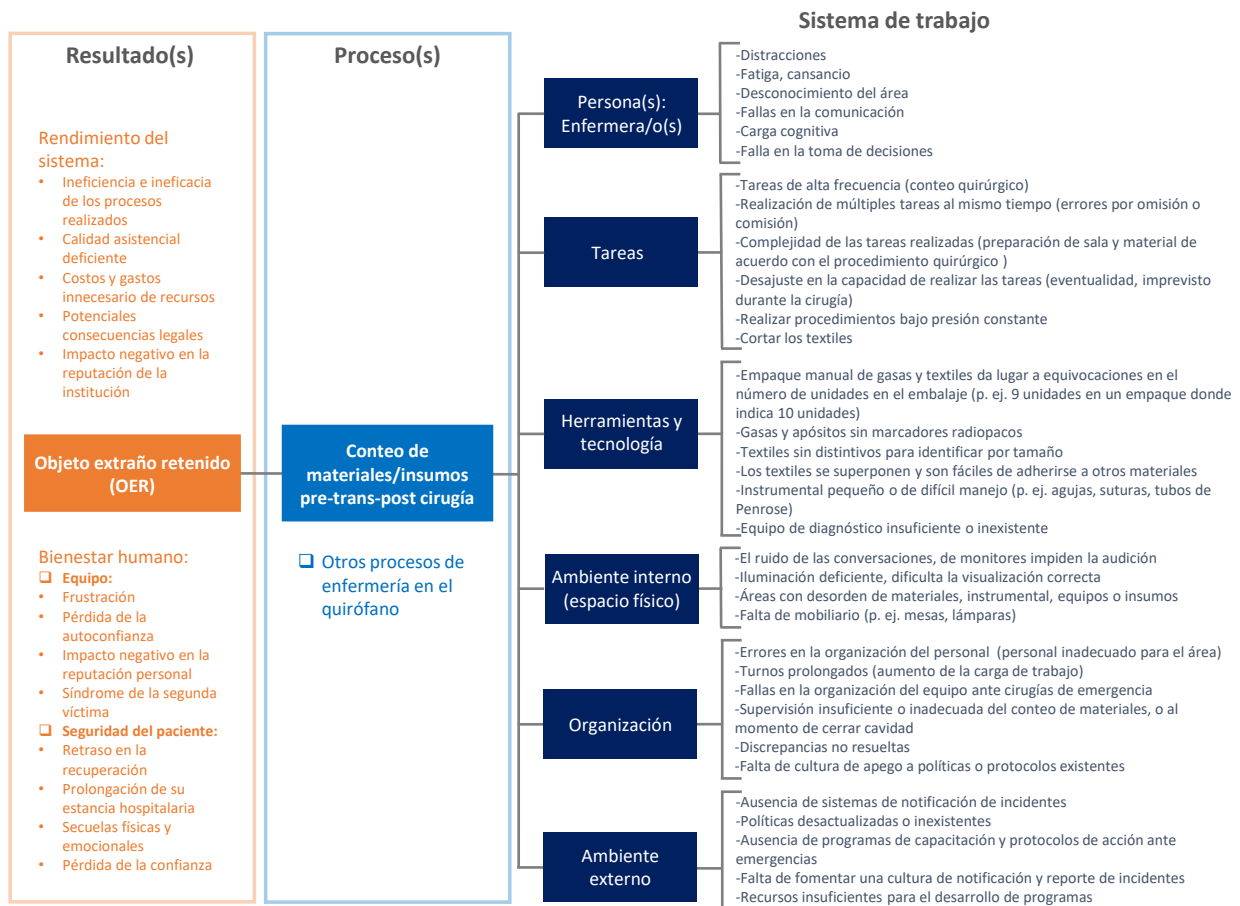 Sistema de trabajo
Resultado(s)
Rendimiento del
sistema:
• Ineficiencia e ineficacia
de los procesos
realizados
• Calidad asistencial
deficiente
• Costos y gastos
innecesario de recursos
• Potenciales
consecuencias legales
• Impacto negativo en la
reputación de la
institución
Objeto extraño retenido
(OER)
Bienestar humano:
❑ Equipo:
• Frustración
• Pérdida de la
autoconfianza
• Impacto negativo en la
reputación personal
• Síndrome de la segunda
víctima
❑ Seguridad del paciente:
• Retraso en la
recuperación
• Prolongación de su
estancia hospitalaria
• Secuelas físicas y
emocionales
• Pérdida de la confianza
Proceso(s)
Conteo de
materiales/insumos
pre-trans-post cirugía
❑ Otros procesos de
enfermería en el
quirófano
Persona(s):
Enfermera/o(s)
-Distracciones
-Fatiga, cansancio
-Desconocimiento del área
-Fallas en la comunicación
-Carga cognitiva
-Falla en la toma de decisiones
Tareas
-Tareas de alta frecuencia (conteo quirúrgico)
-Realización de múltiples tareas al mismo tiempo (errores por omisión o
comisión)
-Complejidad de las tareas realizadas (preparación de sala y material de
acuerdo con el procedimiento quirúrgico )
-Desajuste en la capacidad de realizar las tareas (eventualidad, imprevisto
durante la cirugía)
-Realizar procedimientos bajo presión constante
-Cortar los textiles
Herramientas y
tecnología
-Empaque manual de gasas y textiles da lugar a equivocaciones en el
número de unidades en el embalaje (p. ej. 9 unidades en un empaque donde
indica 10 unidades)
-Gasas y apósitos sin marcadores radiopacos
-Textiles sin distintivos para identificar por tamaño
-Los textiles se superponen y son fáciles de adherirse a otros materiales
-Instrumental pequeño o de difícil manejo (p. ej. agujas, suturas, tubos de
Penrose)
-Equipo de diagnóstico insuficiente o inexistente
Ambiente interno
(espacio físico)
-El ruido de las conversaciones, de monitores impiden la audición
-Iluminación deficiente, dificulta la visualización correcta
-Áreas con desorden de materiales, instrumental, equipos o insumos
-Falta de mobiliario (p. ej. mesas, lámparas)
Organización
-Errores en la organización del personal (personal inadecuado para el área)
-Turnos prolongados (aumento de la carga de trabajo)
-Fallas en la organización del equipo ante cirugías de emergencia
-Supervisión insuficiente o inadecuada del conteo de materiales, o al
momento de cerrar cavidad
-Discrepancias no resueltas
-Falta de cultura de apego a políticas o protocolos existentes
Ambiente
externo
-Ausencia de sistemas de notificación de incidentes
-Políticas desactualizadas o inexistentes
-Ausencia de programas de capacitación y protocolos de acción ante
emergencias
-Falta de fomentar una cultura de notificación y reporte de incidentes
-Recursos insuficientes para el desarrollo de programas